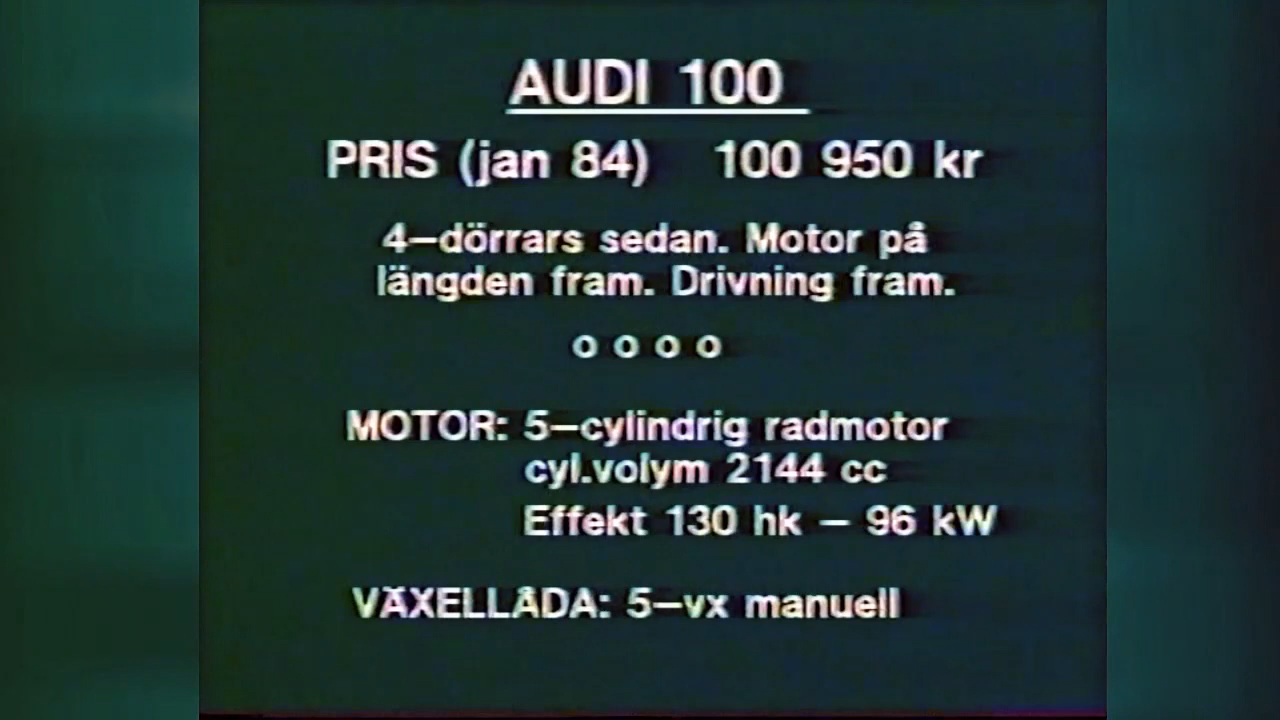 AUDI 100
PRIS (jan 84) 100 950 kr
4–dörrars sedan. Motor på
längden fram. Drivning fram.
o o o o
MOTOR: 5–cylindrig radmotor
cyl.volym 2144 cc
Effekt 130 hk – 96 kW
VÄXELLÅDA: 5–vx manuell